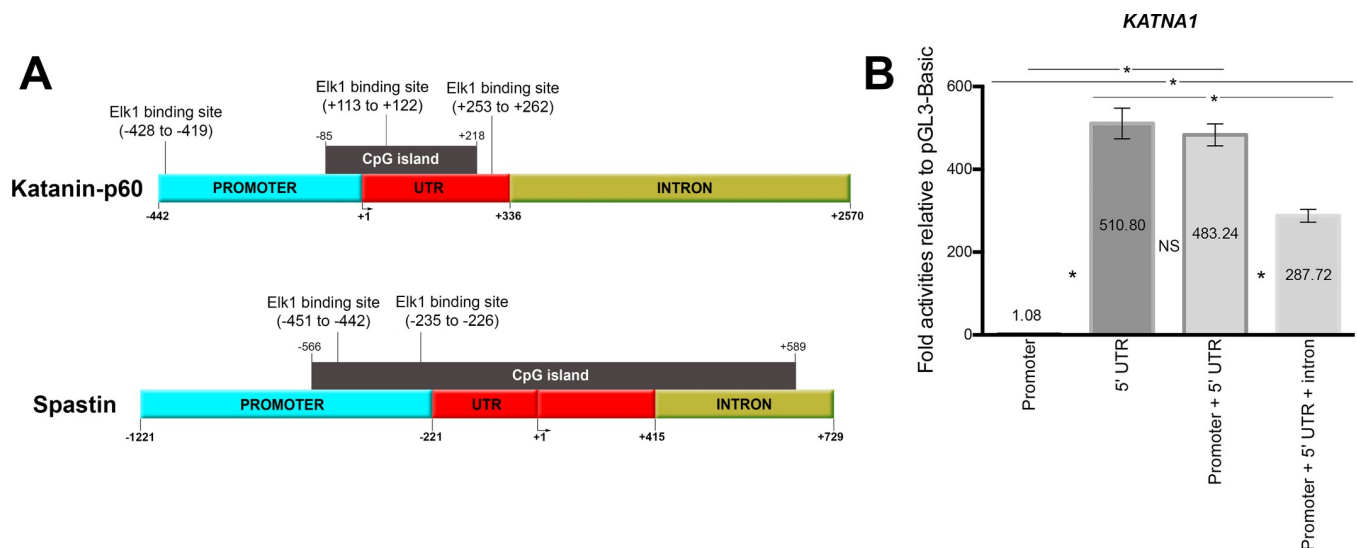 A
Elk1 binding site
(-428 to -419)
Elk1 binding site
(+113 to +122)
Elk1 binding site
(+253 to +262)
-85
+218
CpG island
Katanin-p60
PROMOTER
UTR
INTRON
-442
+1
+336
+2570
Elk1 binding site
(-451 to -442)
Elk1 binding site
(-235 to -226)
-566
+589
CpG island
Spastin
PROMOTER
UTR
INTRON
-1221
-221
+1
+415
+729
B
KATNA1
Fold activities relative to pGL3-Basic
600
400
200
0
*
*
*
1.08
*
510.80
NS
483.24
*
287.72
Promoter
5' UTR
Promoter + 5' UTR
Promoter + 5' UTR + intron